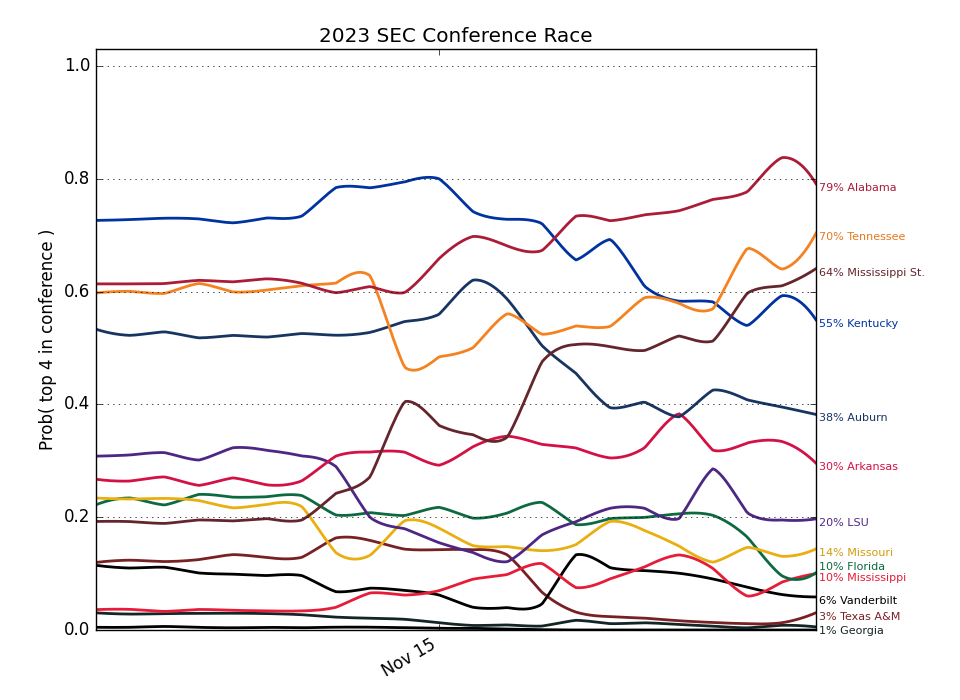 2023 SEC Conference Race
Prob( top 4 in conference )
1.0
0.8
0.6
0.4
0.2
0.0
Nov 15
79% Alabama
70% Tennessee
64% Mississippi St.
55% Kentucky
38% Auburn
30% Arkansas
20% LSU
14% Missouri
10% Florida
10% Mississippi
6% Vanderbilt
3% Texas A&M
1% Georgia